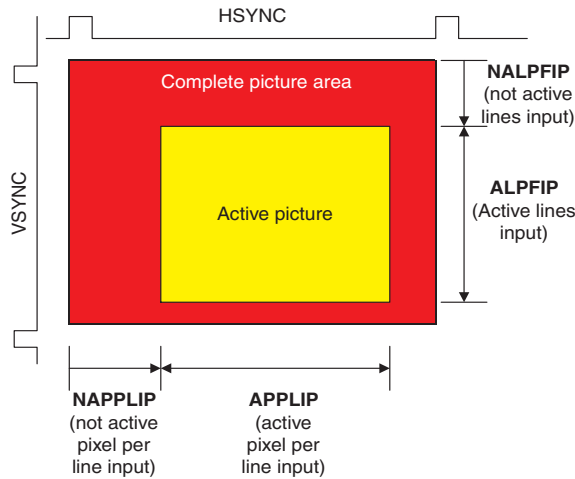 HSYNC
VSYNC
Complete picture area
Active picture
NALPFIP
(not active
lines input)
ALPFIP
(Active lines
input)
NAPPLIP
(not active
pixel per
line input)
APPLIP
(active
pixel per
line input)